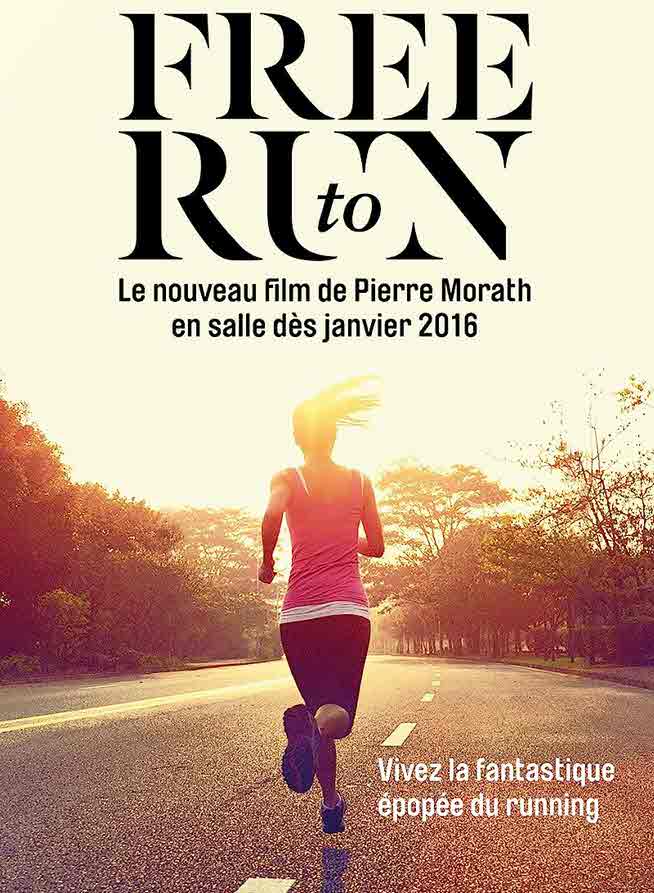 FREE
RUN
to
Le nouveau film de Pierre Morath
en salle dès janvier 2016
Vivez la fantastique
épopée du running